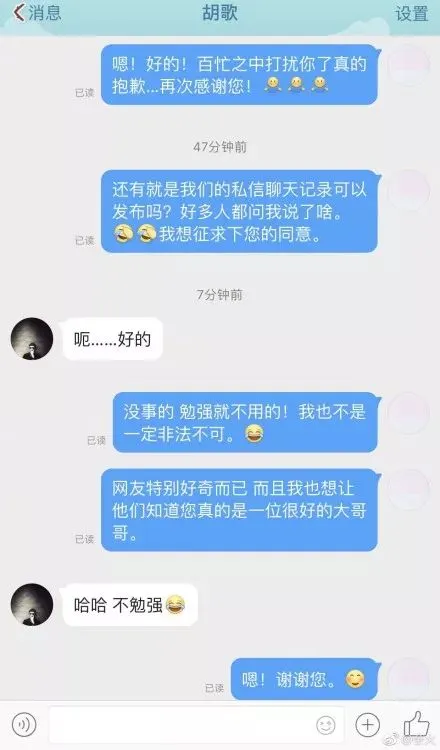 消息
胡歌
设置
嗯！好的！百忙之中打扰你了真的
抱歉...再次感谢您！
已读
47分钟前
还有就是我们的私信聊天记录可以
发布吗？好多人都问我说了啥。
我想征求下您的同意。
已读
7分钟前
呃……好的
没事的 勉强就不用的！我也不是
一定非法不可。
已读
网友特别好奇而已 而且我也想让
他们知道您真的是一位很好的大哥
哥。
已读
哈哈 不勉强
嗯！谢谢您。
已读